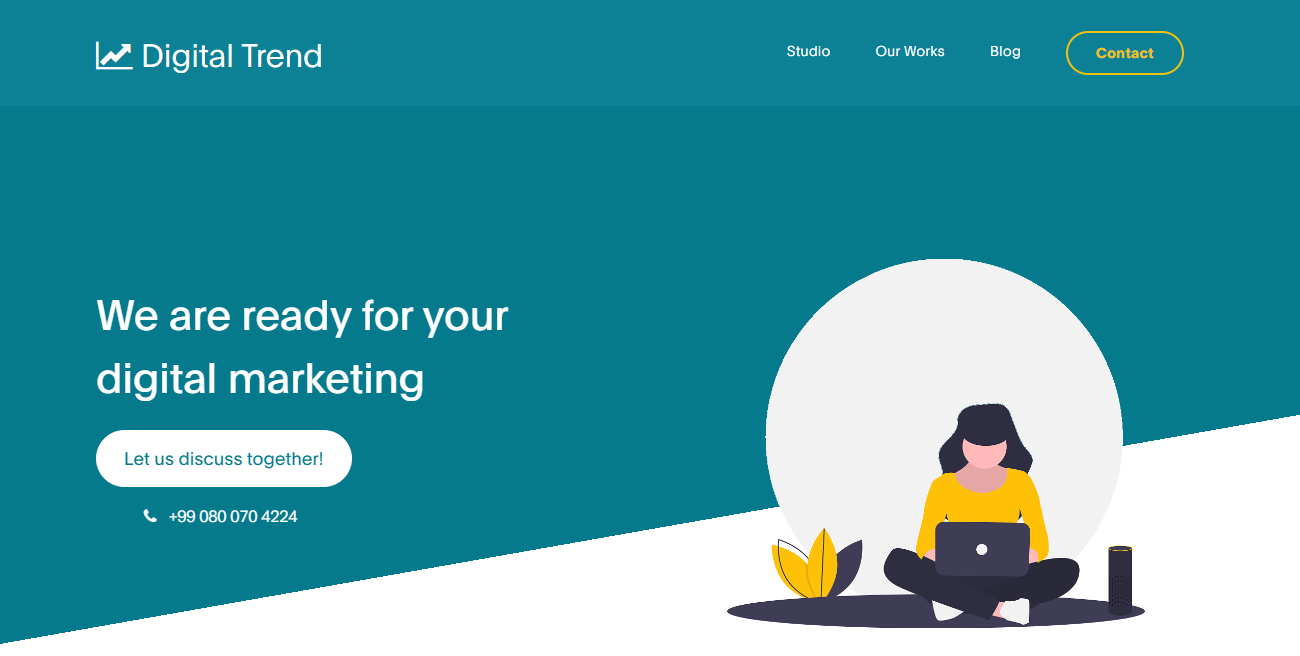 Digital Trend
Studio
Our Works
Blog
Contact
We are ready for your
digital marketing
Let us discuss together!
+99 080 070 4224